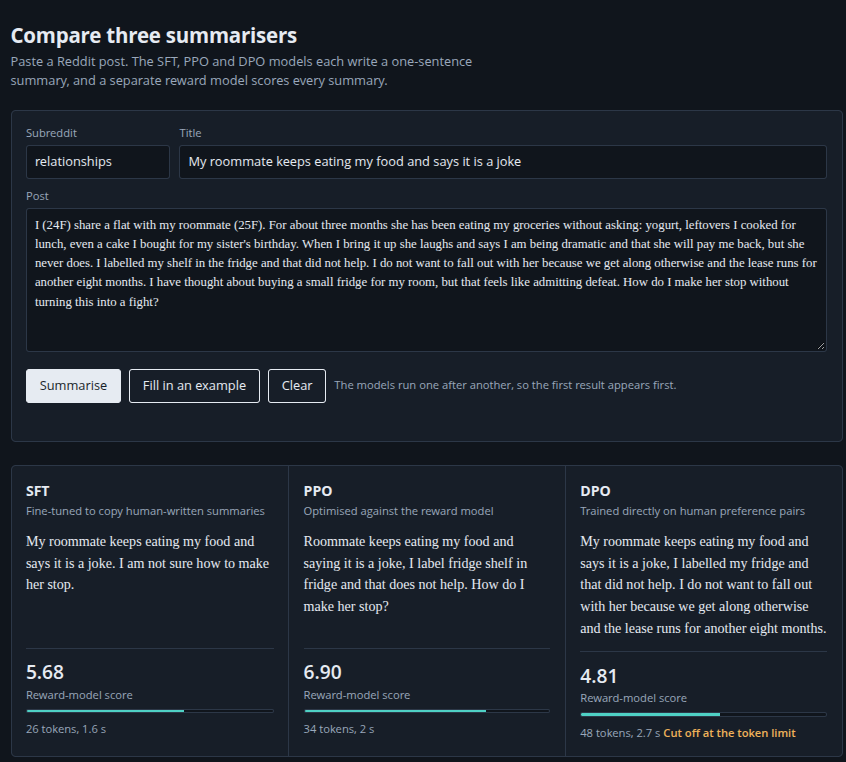 Compare three summarisers
Paste a Reddit post. The SFT, PPO and DPO models each write a one-sentence
summary, and a separate reward model scores every summary.
Subreddit
Title
relationships
My roommate keeps eating my food and says it is a joke
Post
I (24F) share a flat with my roommate (25F). For about three months she has been eating my groceries without asking: yogurt, leftovers I cooked for
lunch, even a cake I bought for my sister's birthday. When I bring it up she laughs and says I am being dramatic and that she will pay me back, but she
never does. I labelled my shelf in the fridge and that did not help. I do not want to fall out with her because we get along otherwise and the lease runs for
another eight months. I have thought about buying a small fridge for my room, but that feels like admitting defeat. How do I make her stop without
turning this into a fight?
Summarise
Fill in an example
Clear
The models run one after another, so the first result appears first.
SFT
Fine-tuned to copy human-written summaries
My roommate keeps eating my food and
says it is a joke. I am not sure how to make
her stop.
5.68
Reward-model score
26 tokens, 1.6 s
PPO
Optimised against the reward model
Roommate keeps eating my food and
saying it is a joke, I label fridge shelf in
fridge and that does not help. How do I
make her stop?
6.90
Reward-model score
34 tokens, 2 s
DPO
Trained directly on human preference pairs
My roommate keeps eating my food and
says it is a joke, I labelled my fridge and
that did not help. I do not want to fall out
with her because we get along otherwise
and the lease runs for another eight months.
4.81
Reward-model score
48 tokens, 2.7 s Cut off at the token limit